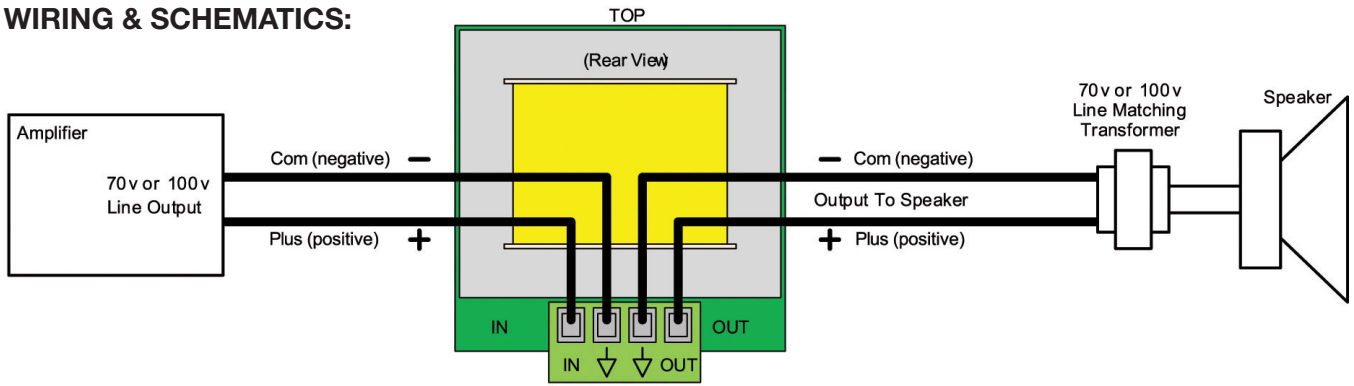 WIRING & SCHEMATICS:
TOP
(Rear View)
Amplifier
70v or 100v
Line Output
Com (negative) −
Plus (positive) +
− Com (negative)
Output To Speaker
+ Plus (positive)
70v or 100v
Line Matching
Transformer
Speaker
IN
OUT
IN
OUT